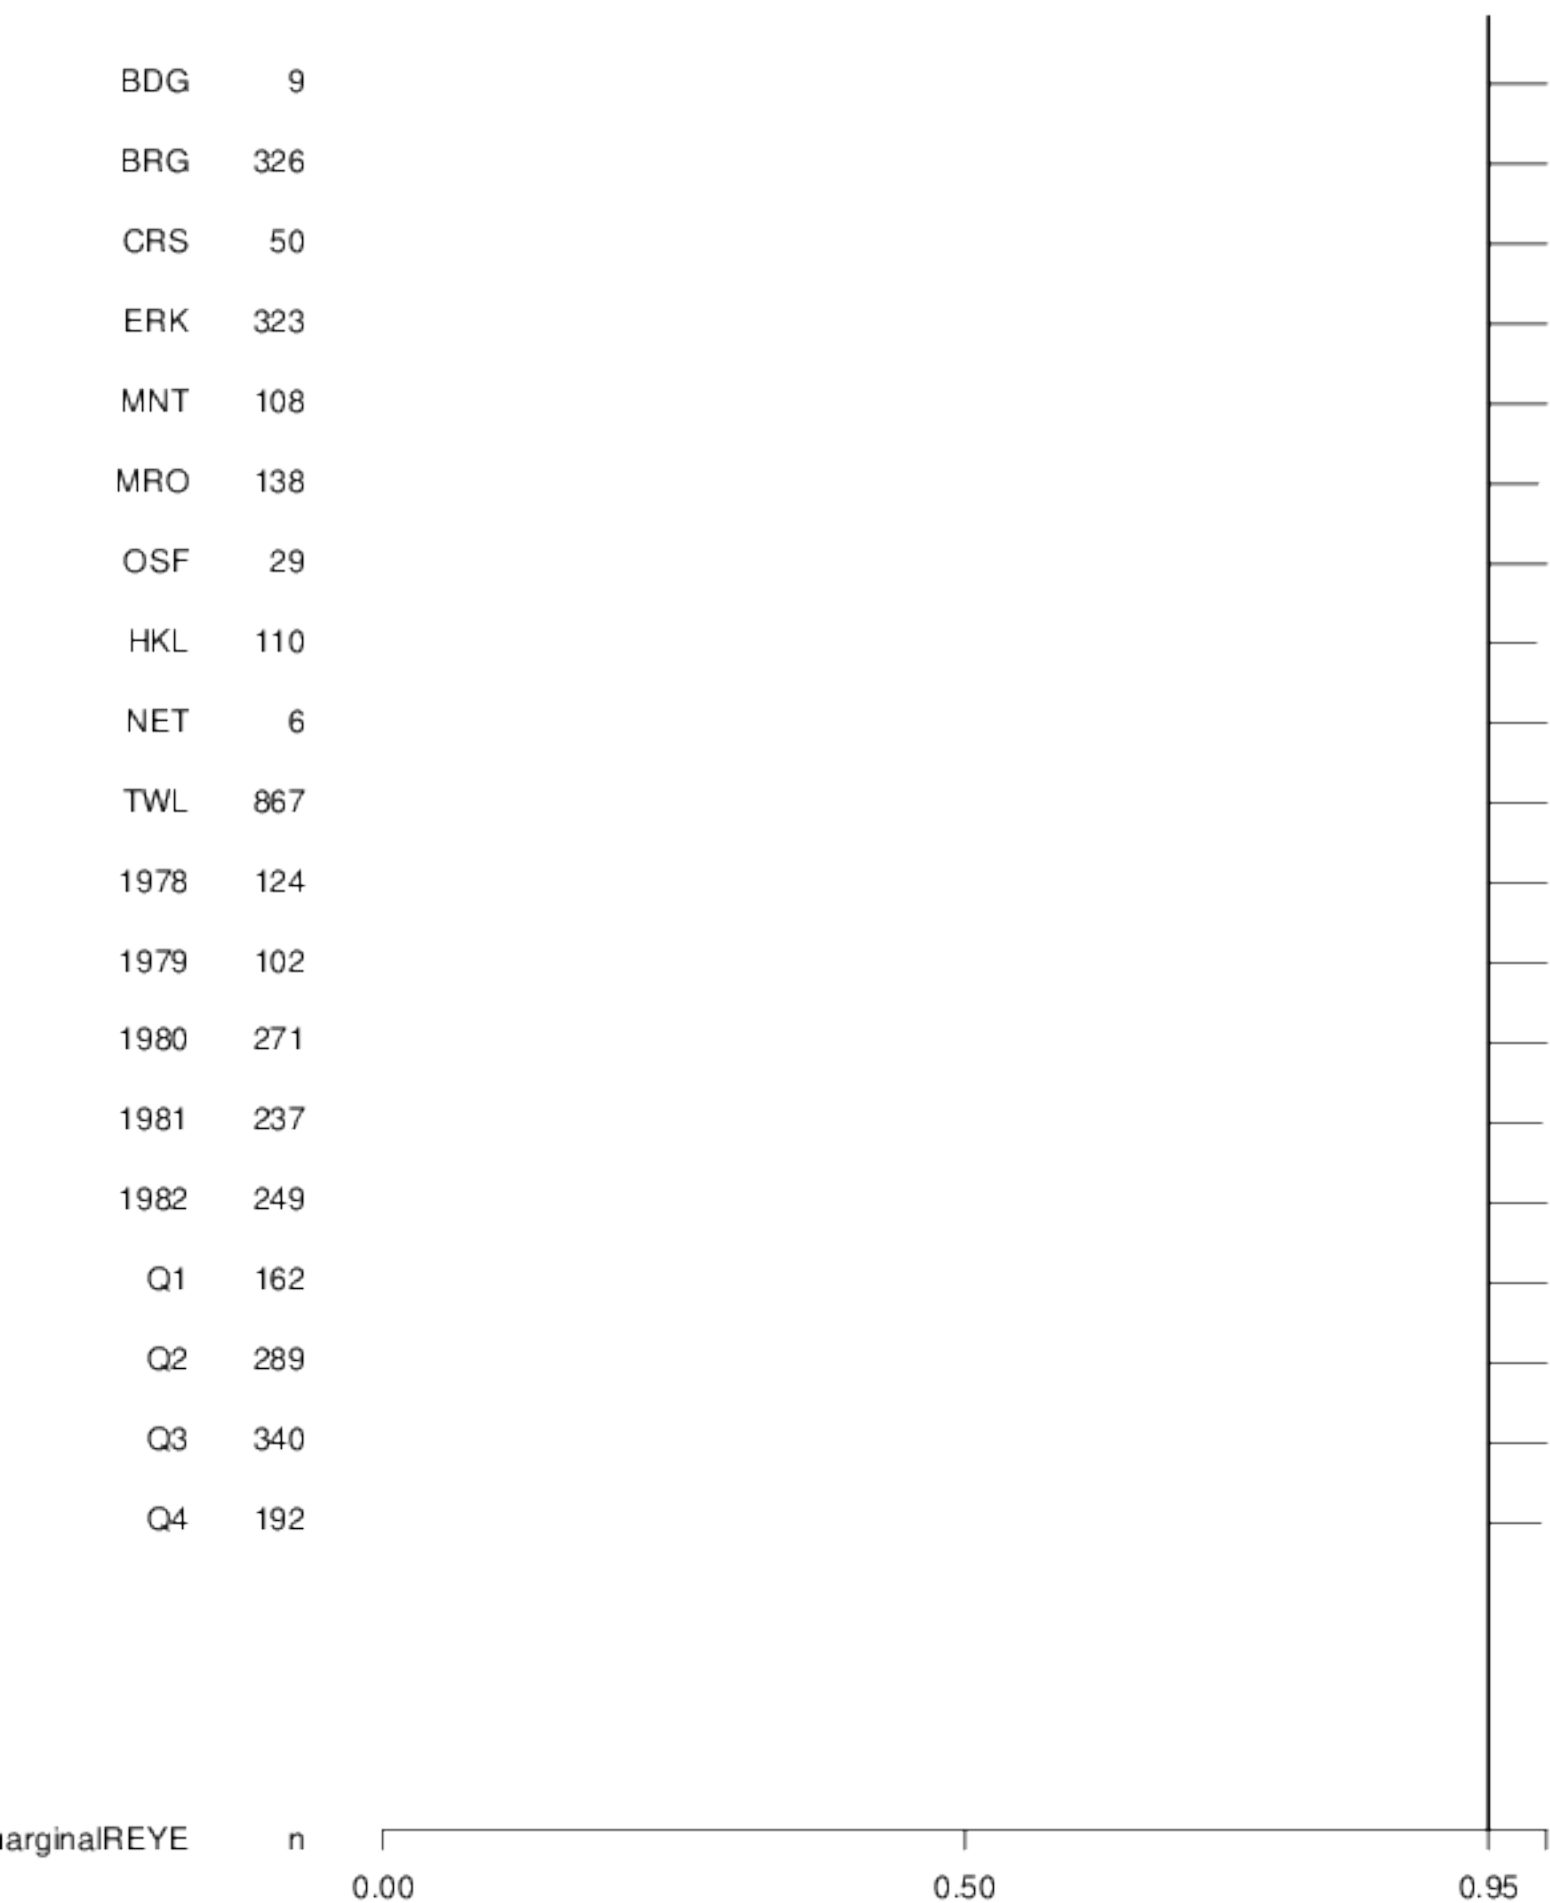 BDG 9
BRG 326
CRS 50
ERK 323
MNT 108
MRO 138
OSF 29
HKL 110
NET 6
TWL 867
1978 124
1979 102
1980 271
1981 237
1982 249
Q1 162
Q2 289
Q3 340
Q4 192
arginalREYE n
0.00 0.50 0.95